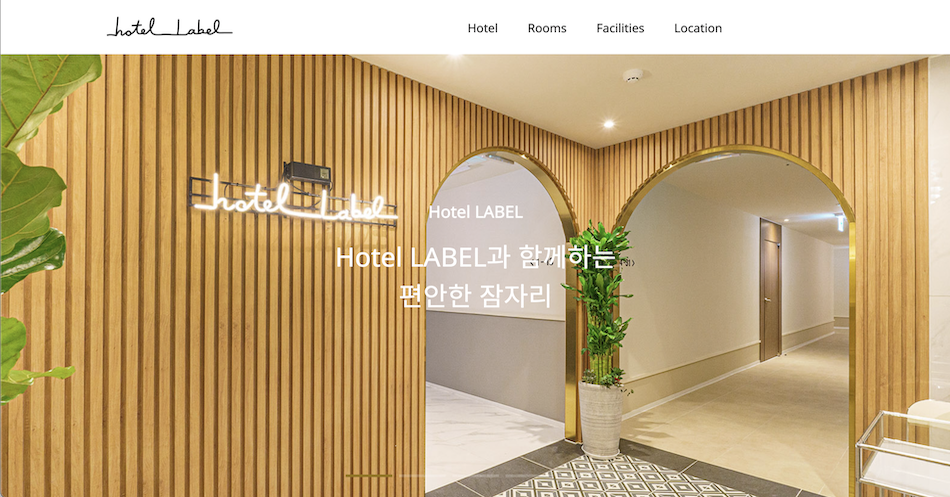 hotel Label
Hotel
Rooms
Facilities
Location
hotel Label
Hotel LABEL
Hotel LABEL과 함께하는
편안한 잠자리